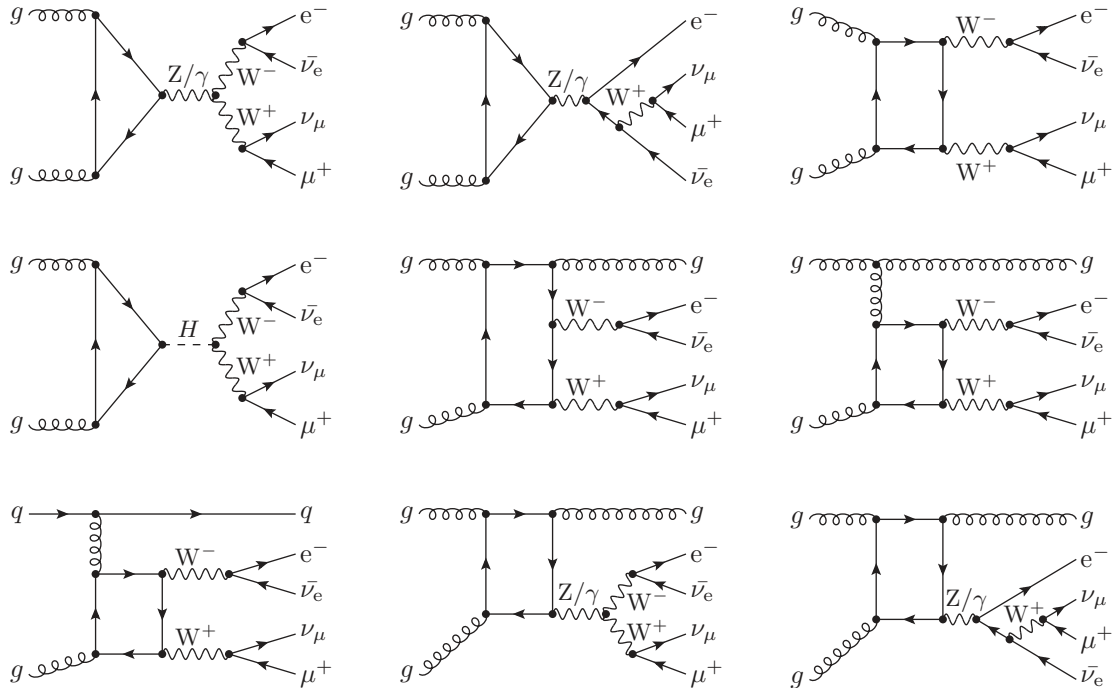 g e⁻
Z/γ W⁻ ν̄e
W⁺ νμ
g μ⁺
g e⁻
Z/γ W⁺ νμ
μ⁺
g ν̄e
g W⁻ e⁻
ν̄e
νμ
g W⁺ μ⁺
g e⁻
H W⁻ ν̄e
W⁺ νμ
g μ⁺
g g
W⁻ e⁻
ν̄e
W⁺ νμ
g μ⁺
g g
W⁻ e⁻
ν̄e
W⁺ νμ
g μ⁺
q q
W⁻ e⁻
ν̄e
W⁺ νμ
g μ⁺
g g
e⁻
Z/γ W⁻ ν̄e
W⁺ νμ
g μ⁺
g g
e⁻
Z/γ W⁺ νμ
μ⁺
g ν̄e